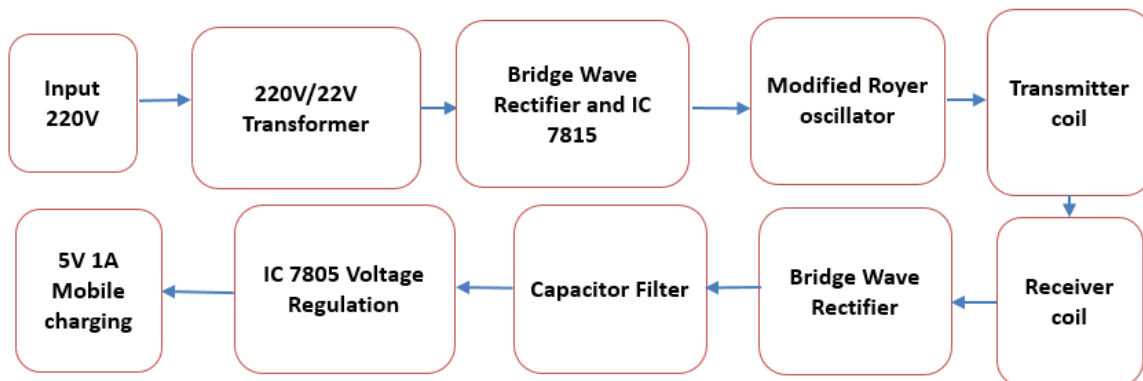 Input
220V
220V/22V
Transformer
Bridge Wave
Rectifier and IC
7815
Modified Royer
oscillator
Transmitter
coil
Receiver
coil
Bridge Wave
Rectifier
Capacitor Filter
IC 7805 Voltage
Regulation
5V 1A
Mobile
charging